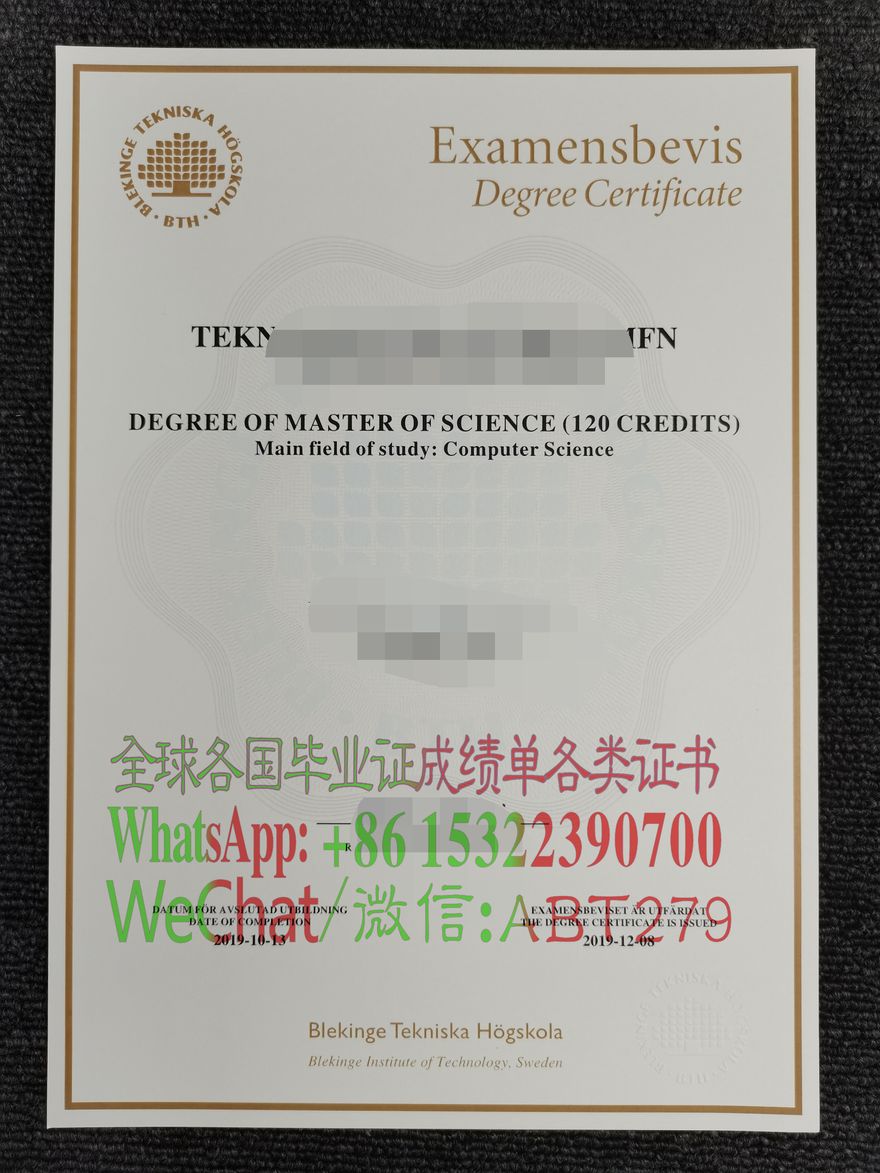 BLEKINGE TEKNISKA HÖGSKOLA · BTH ·
Examensbevis
Degree Certificate
DEGREE OF MASTER OF SCIENCE (120 CREDITS)
Main field of study: Computer Science
全球各国毕业证成绩单各类证书
WhatsApp: +86 15322390700
R
WeChat/微信:ABT279
DATUM FÖR AVSLUTAD UTBILDNING
DATE OF COMPLETION
2019-10-13
EXAMENSBEVISET ÄR UTFÄRDAT
THE DEGREE CERTIFICATE IS ISSUED
2019-12-08
Blekinge Tekniska Högskola
Blekinge Institute of Technology, Sweden